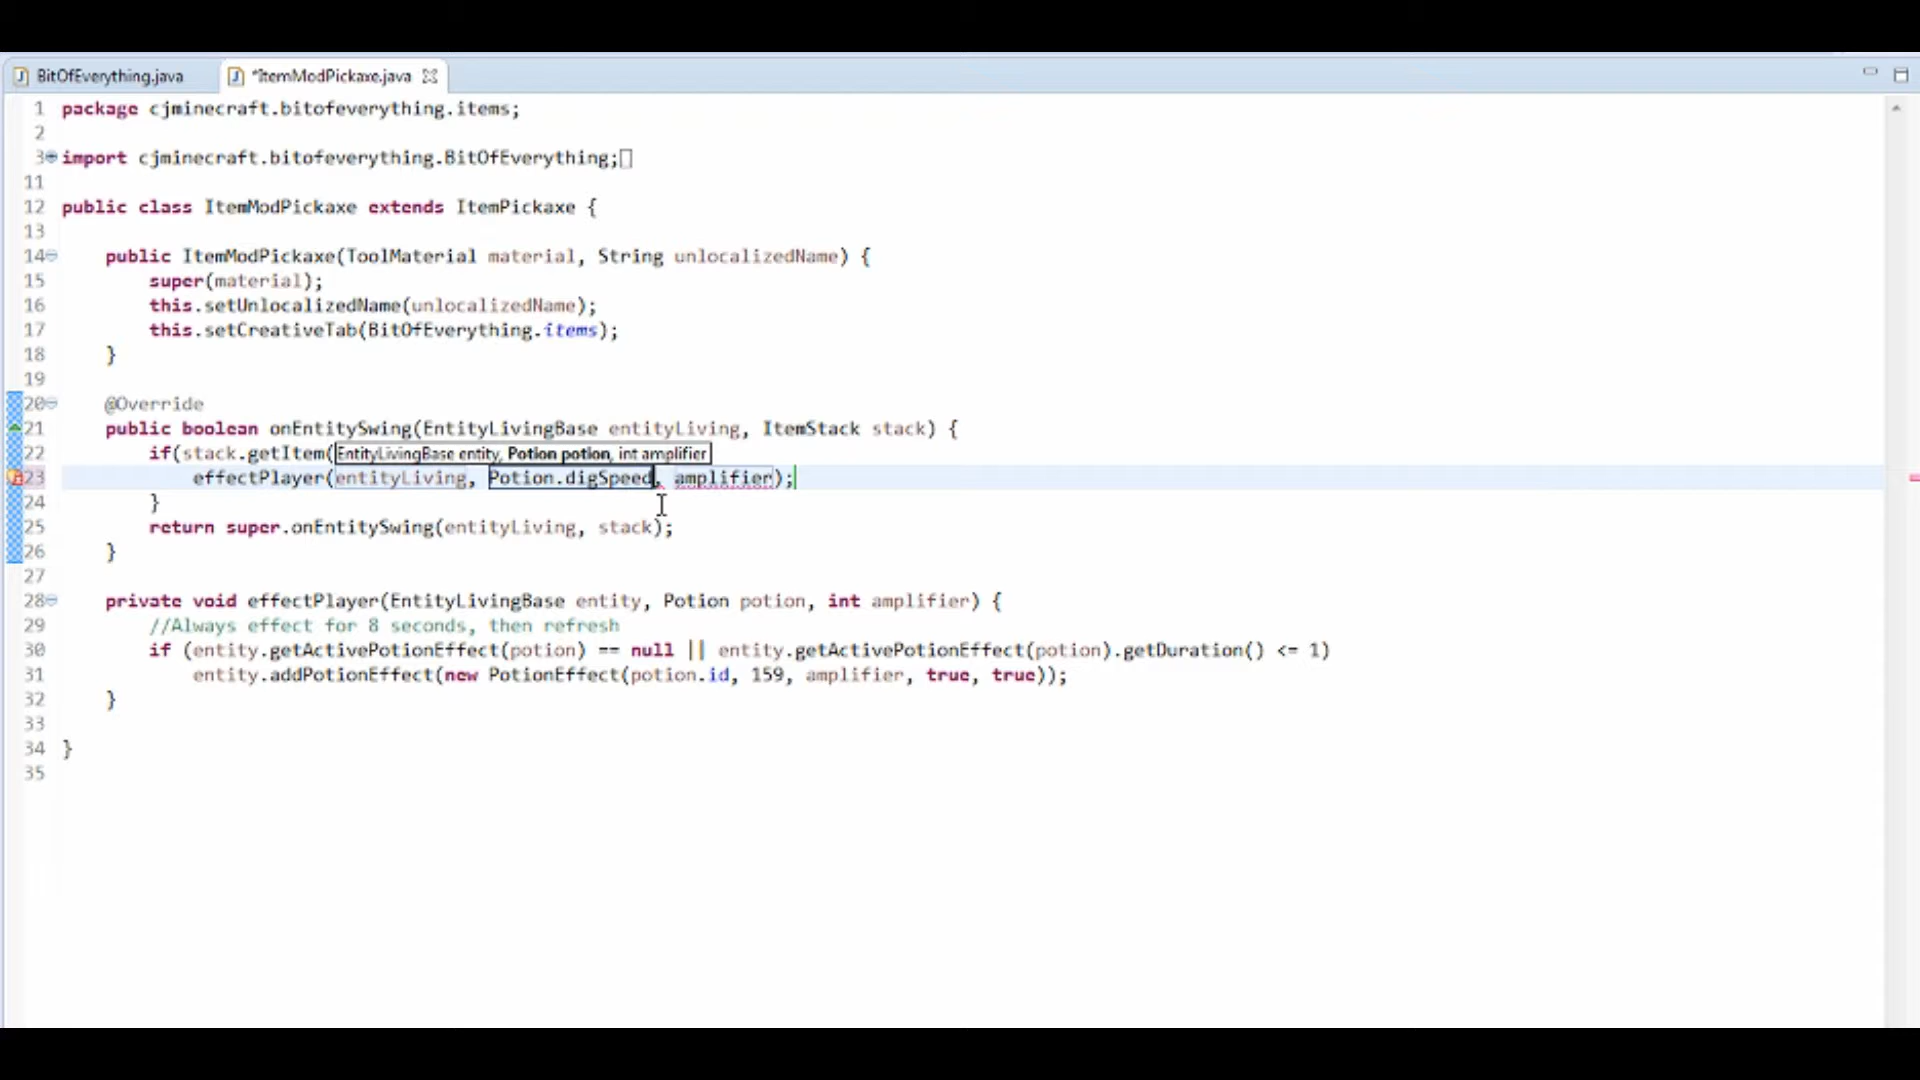 BitOfEverything.java
*ItemModPickaxe.java
1 package cjminecraft.bitofeverything.items;
2
3 import cjminecraft.bitofeverything.BitOfEverything;
11
12 public class ItemModPickaxe extends ItemPickaxe {
13
14 public ItemModPickaxe(ToolMaterial material, String unlocalizedName) {
15 super(material);
16 this.setUnlocalizedName(unlocalizedName);
17 this.setCreativeTab(BitOfEverything.items);
18 }
19
20 @Override
21 public boolean onEntitySwing(EntityLivingBase entityLiving, ItemStack stack) {
22 if(stack.getItem(
EntityLivingBase entity, Potion potion, int amplifier
23 effectPlayer(entityLiving, Potion.digSpeed, amplifier);
24 }
25 return super.onEntitySwing(entityLiving, stack);
26 }
27
28 private void effectPlayer(EntityLivingBase entity, Potion potion, int amplifier) {
29 //Always effect for 8 seconds, then refresh
30 if (entity.getActivePotionEffect(potion) == null || entity.getActivePotionEffect(potion).getDuration() <= 1)
31 entity.addPotionEffect(new PotionEffect(potion.id, 159, amplifier, true, true));
32 }
33
34 }
35